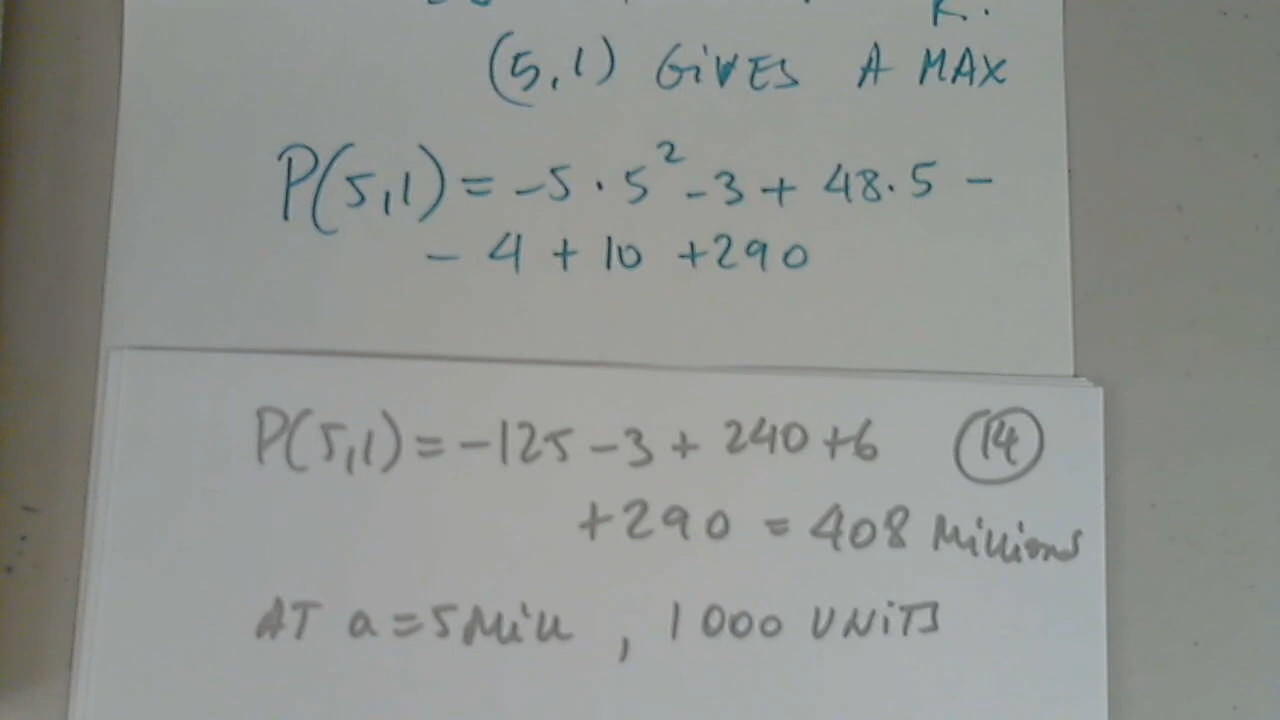 K.
(5,1) GIVES A MAX
P(5,1) = -5 · 5² - 3 + 48 · 5 -
- 4 + 10 + 290
P(5,1) = -125 - 3 + 240 + 6 (14)
+ 290 = 408 Millions
AT a = 5 Mill , 1000 UNITS